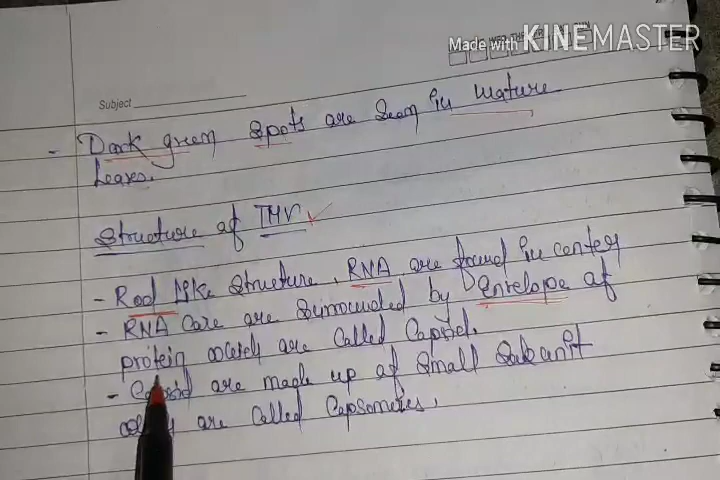 Made with KINEMASTER
Subject
- Dark green spots are Seen in mature
Leaves.
Structure of TMV
- Rod like structure, RNA are found in center
- RNA Core are Surrounded by Envelope of
protein are Called Capsid.
- Capsid are made up of Small Subunit
are Called Capsomeres.